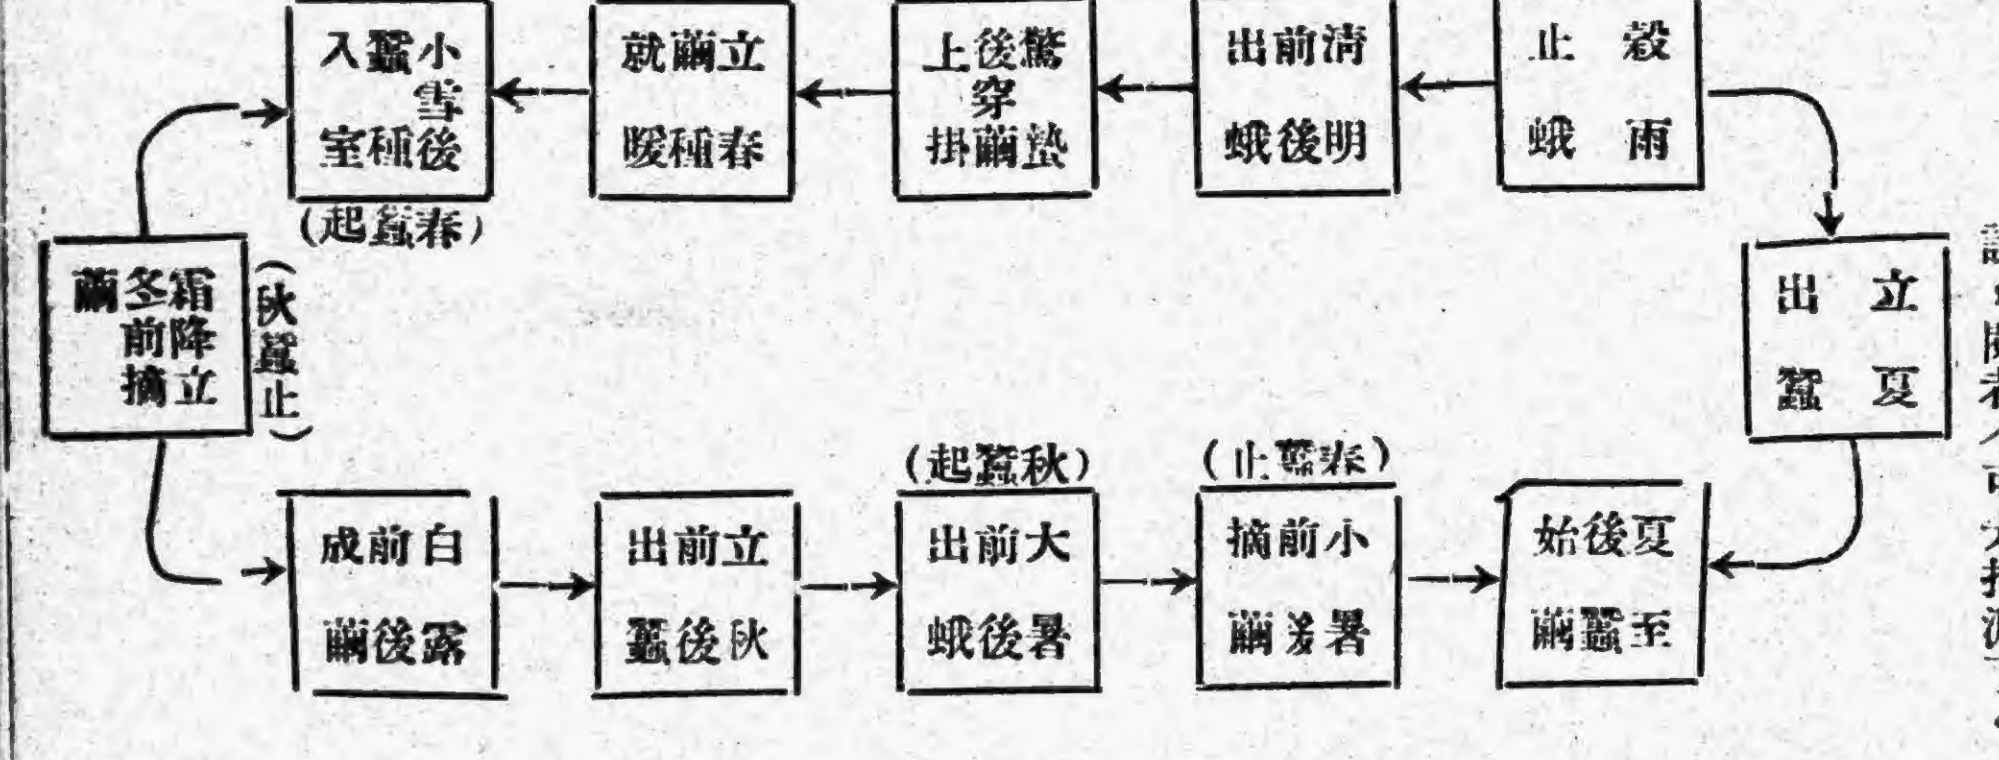 穀雨
止蛾
清明
前後
出蛾
驚蟄
後穿繭
上掛
立春
繭種
就暖
小雪後
蠶種
入室
(春蠶起)
立夏
出蠶
(秋蠶止)
霜降立
冬前摘
繭
夏至
後蠶
始繭
(春蠶止)
小暑
前後
摘繭
(秋蠶起)
大暑
前後
出蛾
立秋
前後
出蠶
白露
前後
成繭